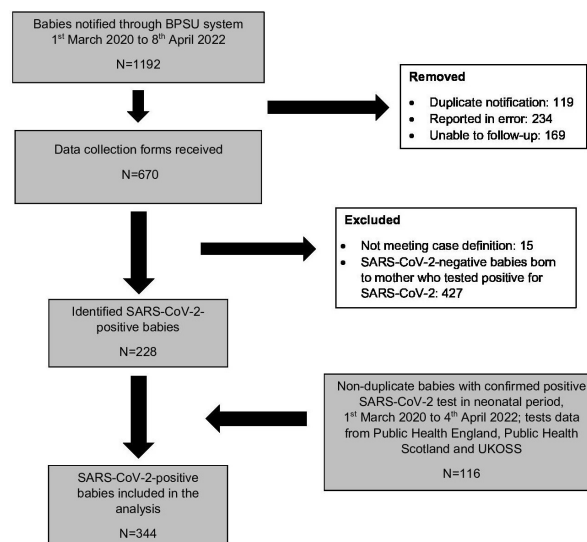 Babies notified through BPSU system
1st March 2020 to 8th April 2022
N=1192
Removed
• Duplicate notification: 119
• Reported in error: 234
• Unable to follow-up: 169
Data collection forms received
N=670
Excluded
• Not meeting case definition: 15
• SARS-CoV-2-negative babies born
to mother who tested positive for
SARS-CoV-2: 427
Identified SARS-CoV-2-
positive babies
N=228
Non-duplicate babies with confirmed positive
SARS-CoV-2 test in neonatal period,
1st March 2020 to 4th April 2022; tests data
from Public Health England, Public Health
Scotland and UKOSS
N=116
SARS-CoV-2-positive
babies included in the
analysis
N=344